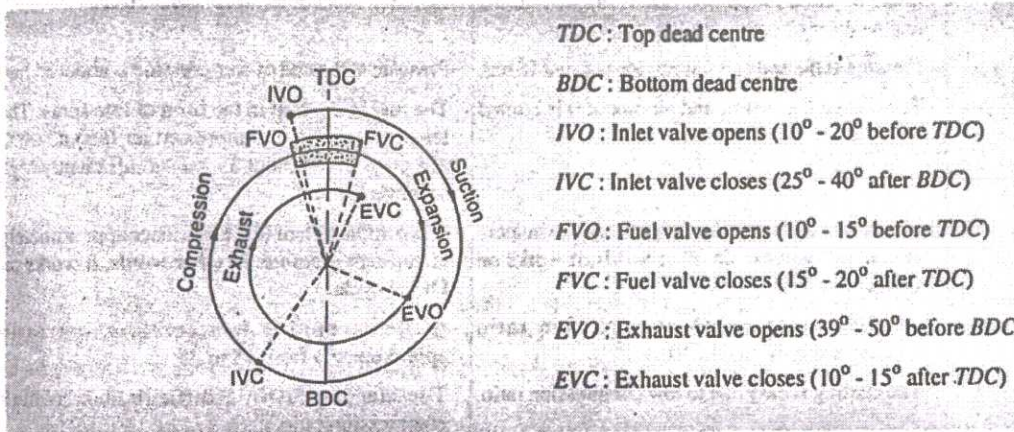 TDC : Top dead centre
BDC : Bottom dead centre
IVO : Inlet valve opens (10° - 20° before TDC)
IVC : Inlet valve closes (25° - 40° after BDC)
FVO : Fuel valve opens (10° - 15° before TDC)
FVC : Fuel valve closes (15° - 20° after TDC)
EVO : Exhaust valve opens (39° - 50° before BDC
EVC : Exhaust valve closes (10° - 15° after TDC)
TDC
IVO
FVO
FVC
EVC
Suction
Expansion
Compression
Exhaust
EVO
IVC
BDC